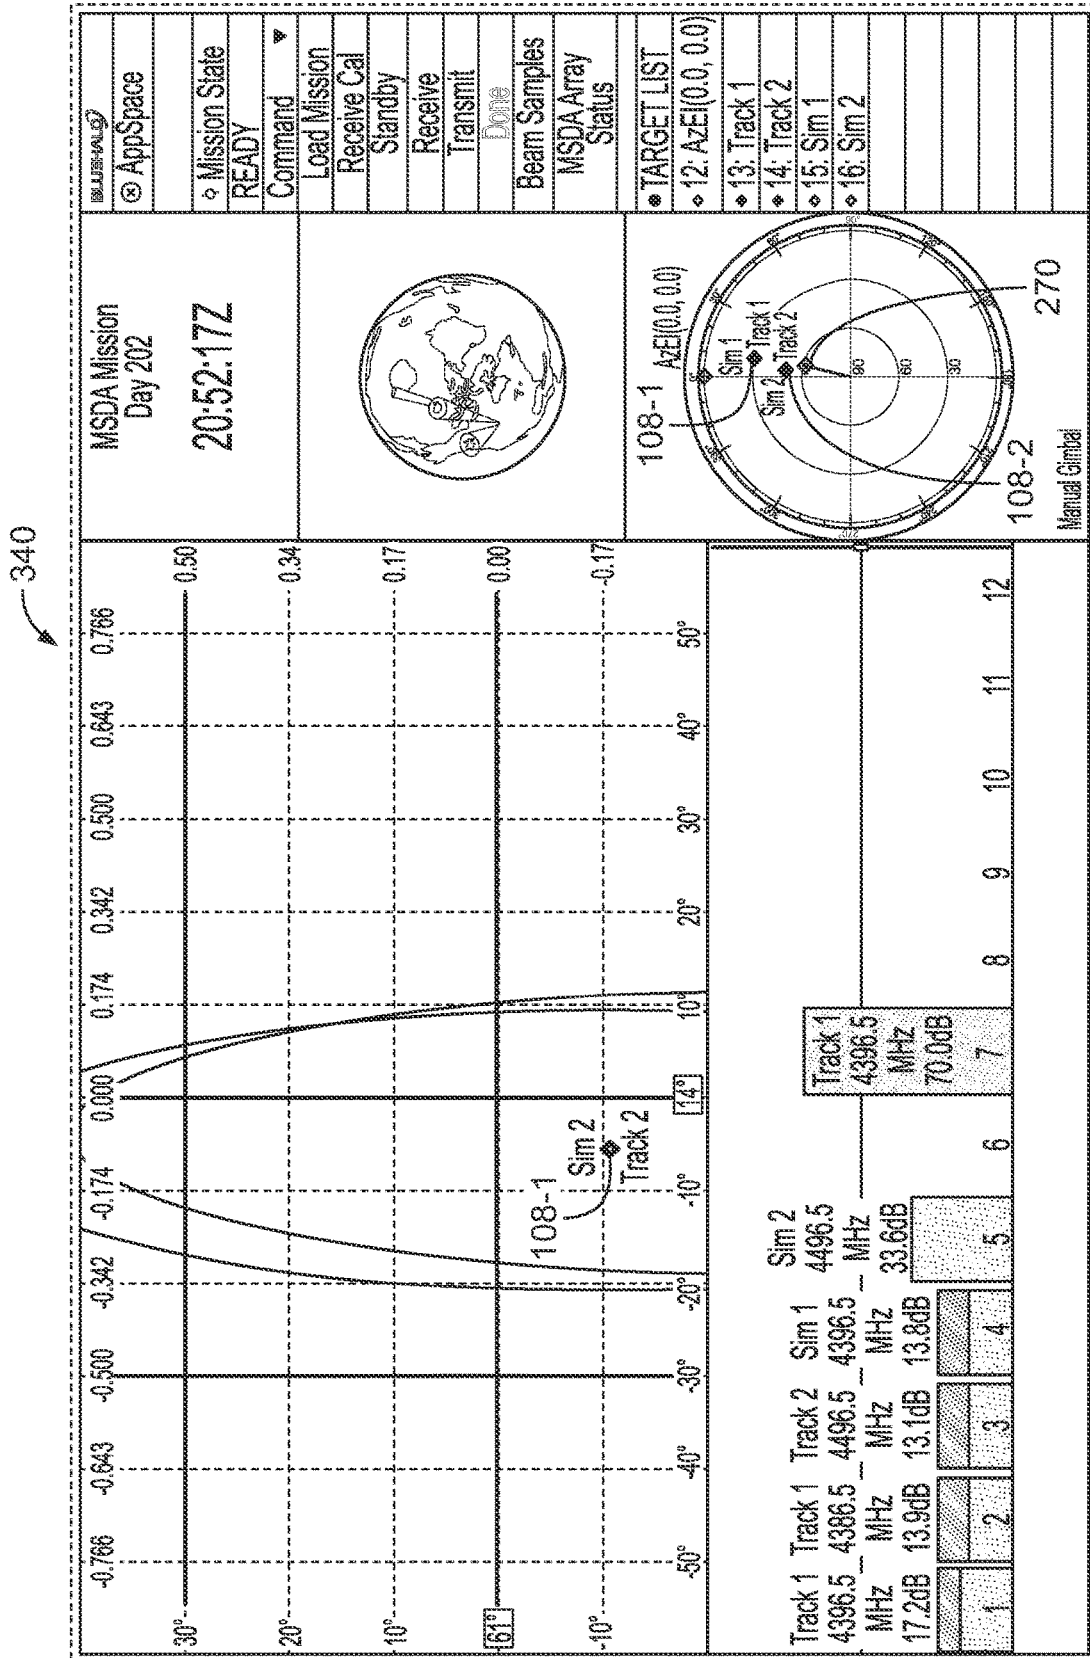 340
-0.766 -0.643 -0.500 -0.342 -0.174 0.000 0.174 0.342 0.500 0.643 0.766
30° 0.50
20° 0.34
10° 0.17
61° 0.00
-10° -0.17
108-1
Sim 2
Track 2
-50° -40° -30° -20° -10° 14° 10° 20° 30° 40° 50°
Track 1
4396.5
MHz
17.2dB
1
Track 1
4386.5
MHz
13.9dB
2
Track 2
4496.5
MHz
13.1dB
3
Sim 1
4396.5
MHz
13.8dB
4
Sim 2
4496.5
MHz
33.6dB
5
6
Track 1
4396.5
MHz
70.0dB
7
8 9 10 11 12
MSDA Mission
Day 202
20:52:17Z
108-1
AzEl(0.0, 0.0)
Sim 1
Track 1
Sim 2
Track 2
90
60
30
108-2
270
Manual Gimbal
BLUEHALO
AppSpace
Mission State
READY
Command
Load Mission
Receive Cal
Standby
Receive
Transmit
Done
Beam Samples
MSDA Array
Status
TARGET LIST
12: AzEl(0.0, 0.0)
13: Track 1
14: Track 2
15: Sim 1
16: Sim 2